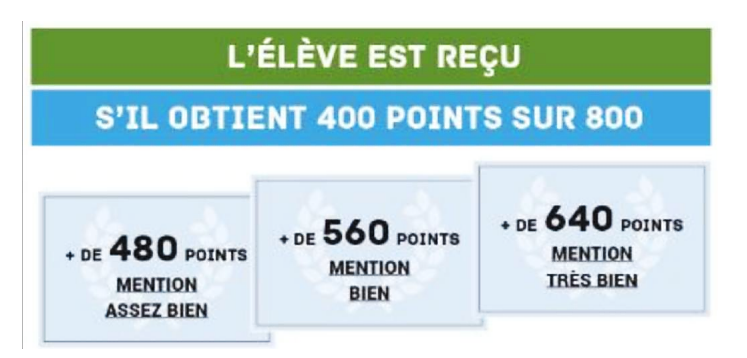 L'ÉLÈVE EST REÇU
S'IL OBTIENT 400 POINTS SUR 800
+ DE 480 POINTS
MENTION
ASSEZ BIEN
+ DE 560 POINTS
MENTION
BIEN
+ DE 640 POINTS
MENTION
TRÈS BIEN